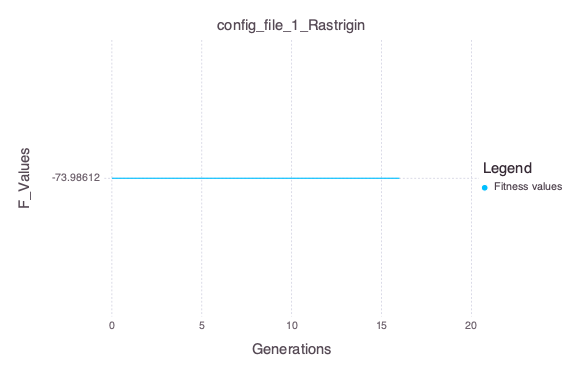 config_file_1_Rastrigin
F_Values
-73.98612
Legend
Fitness values
0 5 10 15 20
Generations